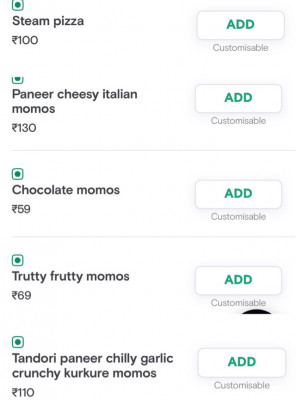 Steam pizza
₹100
ADD
Customisable
Paneer cheesy italian
momos
₹130
ADD
Customisable
Chocolate momos
₹59
ADD
Customisable
Trutty frutty momos
₹69
ADD
Customisable
Tandori paneer chilly garlic
crunchy kurkure momos
₹110
ADD
Customisable